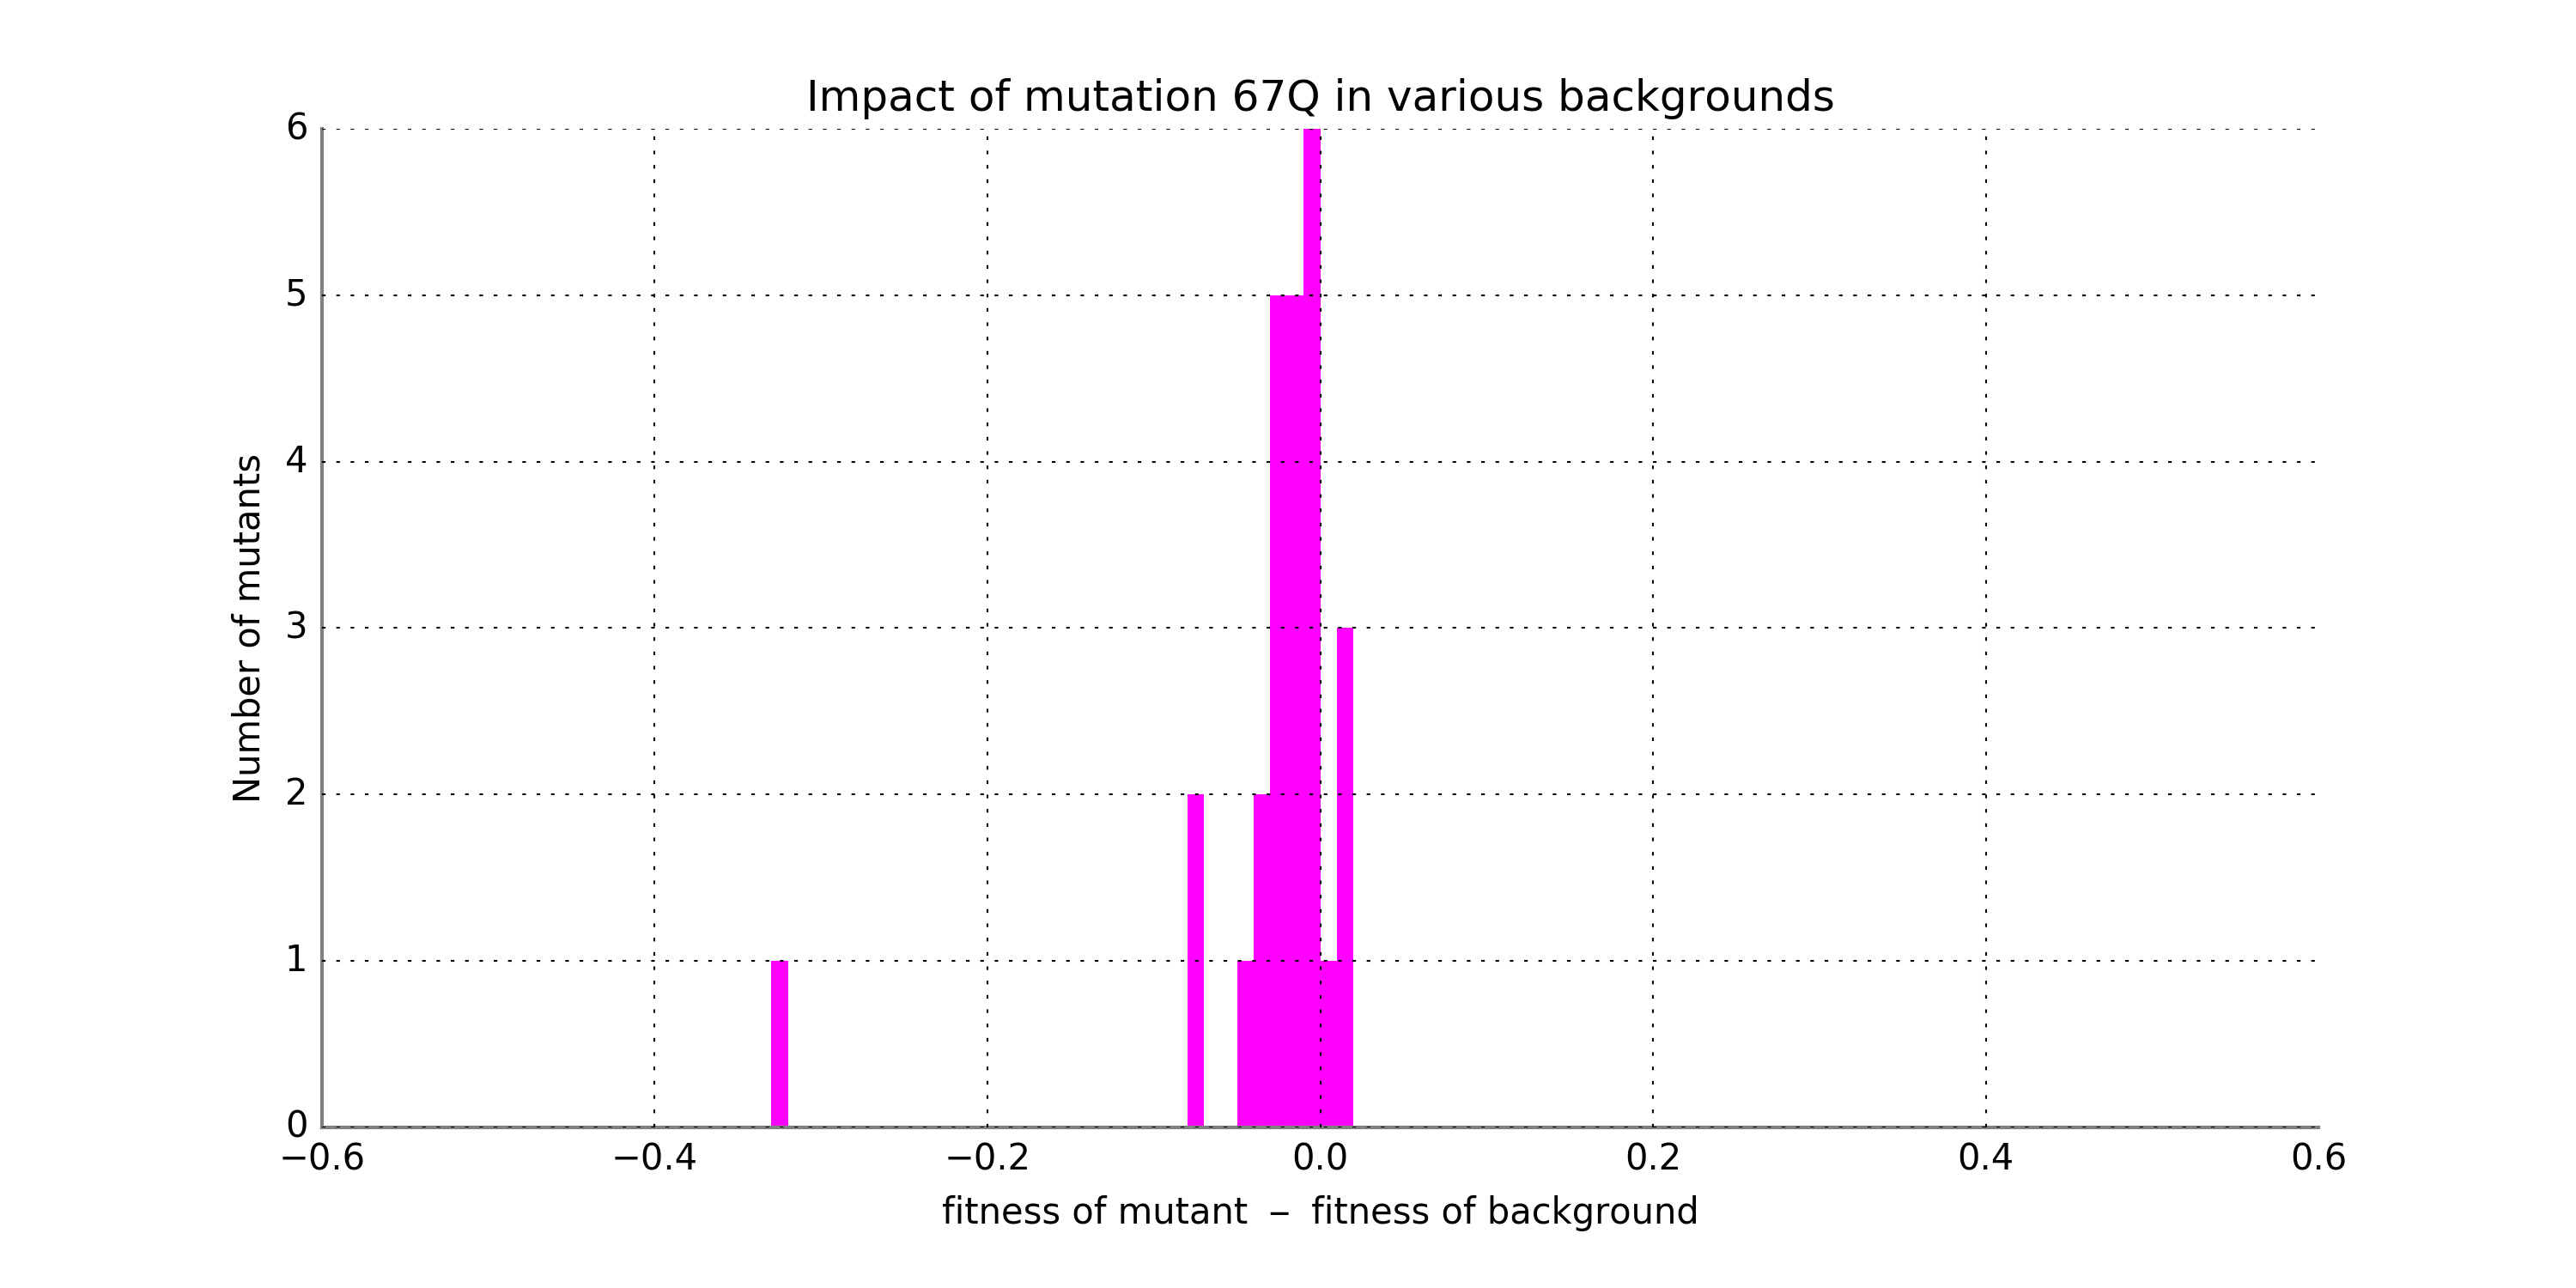 Impact of mutation 67Q in various backgrounds
6
5
4
3
2
1
0
Number of mutants
−0.6 −0.4 −0.2 0.0 0.2 0.4 0.6
fitness of mutant − fitness of background